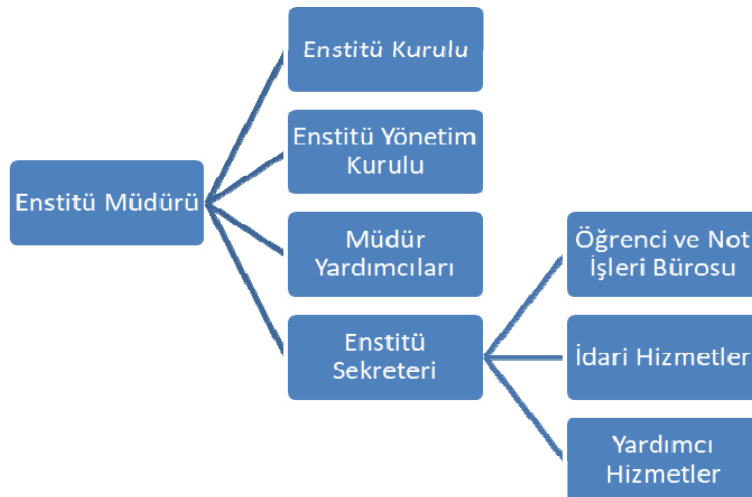 Enstitü Müdürü
Enstitü Kurulu
Enstitü Yönetim
Kurulu
Müdür
Yardımcıları
Enstitü
Sekreteri
Öğrenci ve Not
İşleri Bürosu
İdari Hizmetler
Yardımcı
Hizmetler